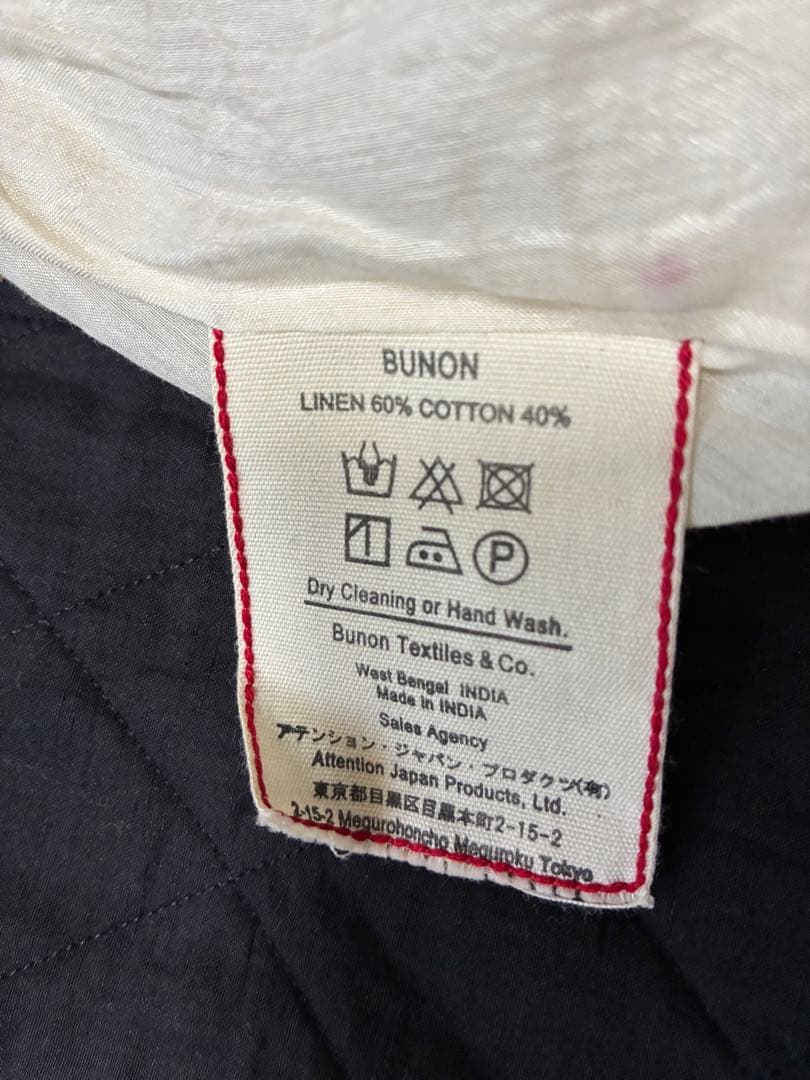 BUNON
LINEN 60% COTTON 40%
P
Dry Cleaning or Hand Wash.
Bunon Textiles & Co.
West Bengal INDIA
Made in INDIA
Sales Agency
アテンション・ジャパン・プロダクツ(有)
Attention Japan Products, Ltd.
東京都目黒区目黒本町2-15-2
2-15-2 Megurohoncho Meguroku Tokyo